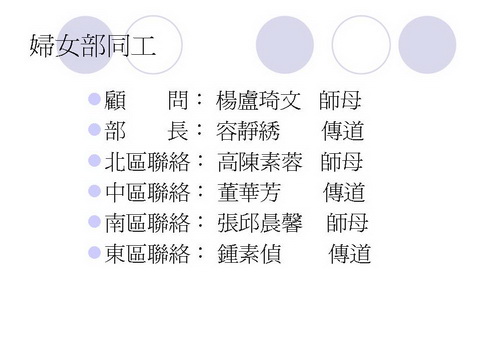 婦女部同工
顧　　問： 楊盧琦文　師母
部　　長： 容靜綉　　傳道
北區聯絡： 高陳素蓉　師母
中區聯絡： 董華芳　　傳道
南區聯絡： 張邱晨馨　師母
東區聯絡： 鍾素偵　　傳道